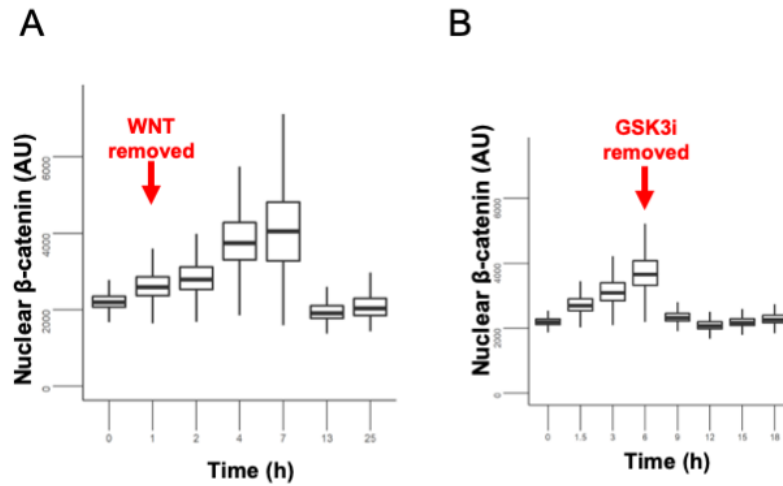 A
WNT
removed
Nuclear β-catenin (AU)
6000
4000
2000
0
0 1 2 4 7 13 25
Time (h)
B
GSK3i
removed
Nuclear β-catenin (AU)
6000
4000
2000
0
0 1.5 3 6 9 12 15 18
Time (h)